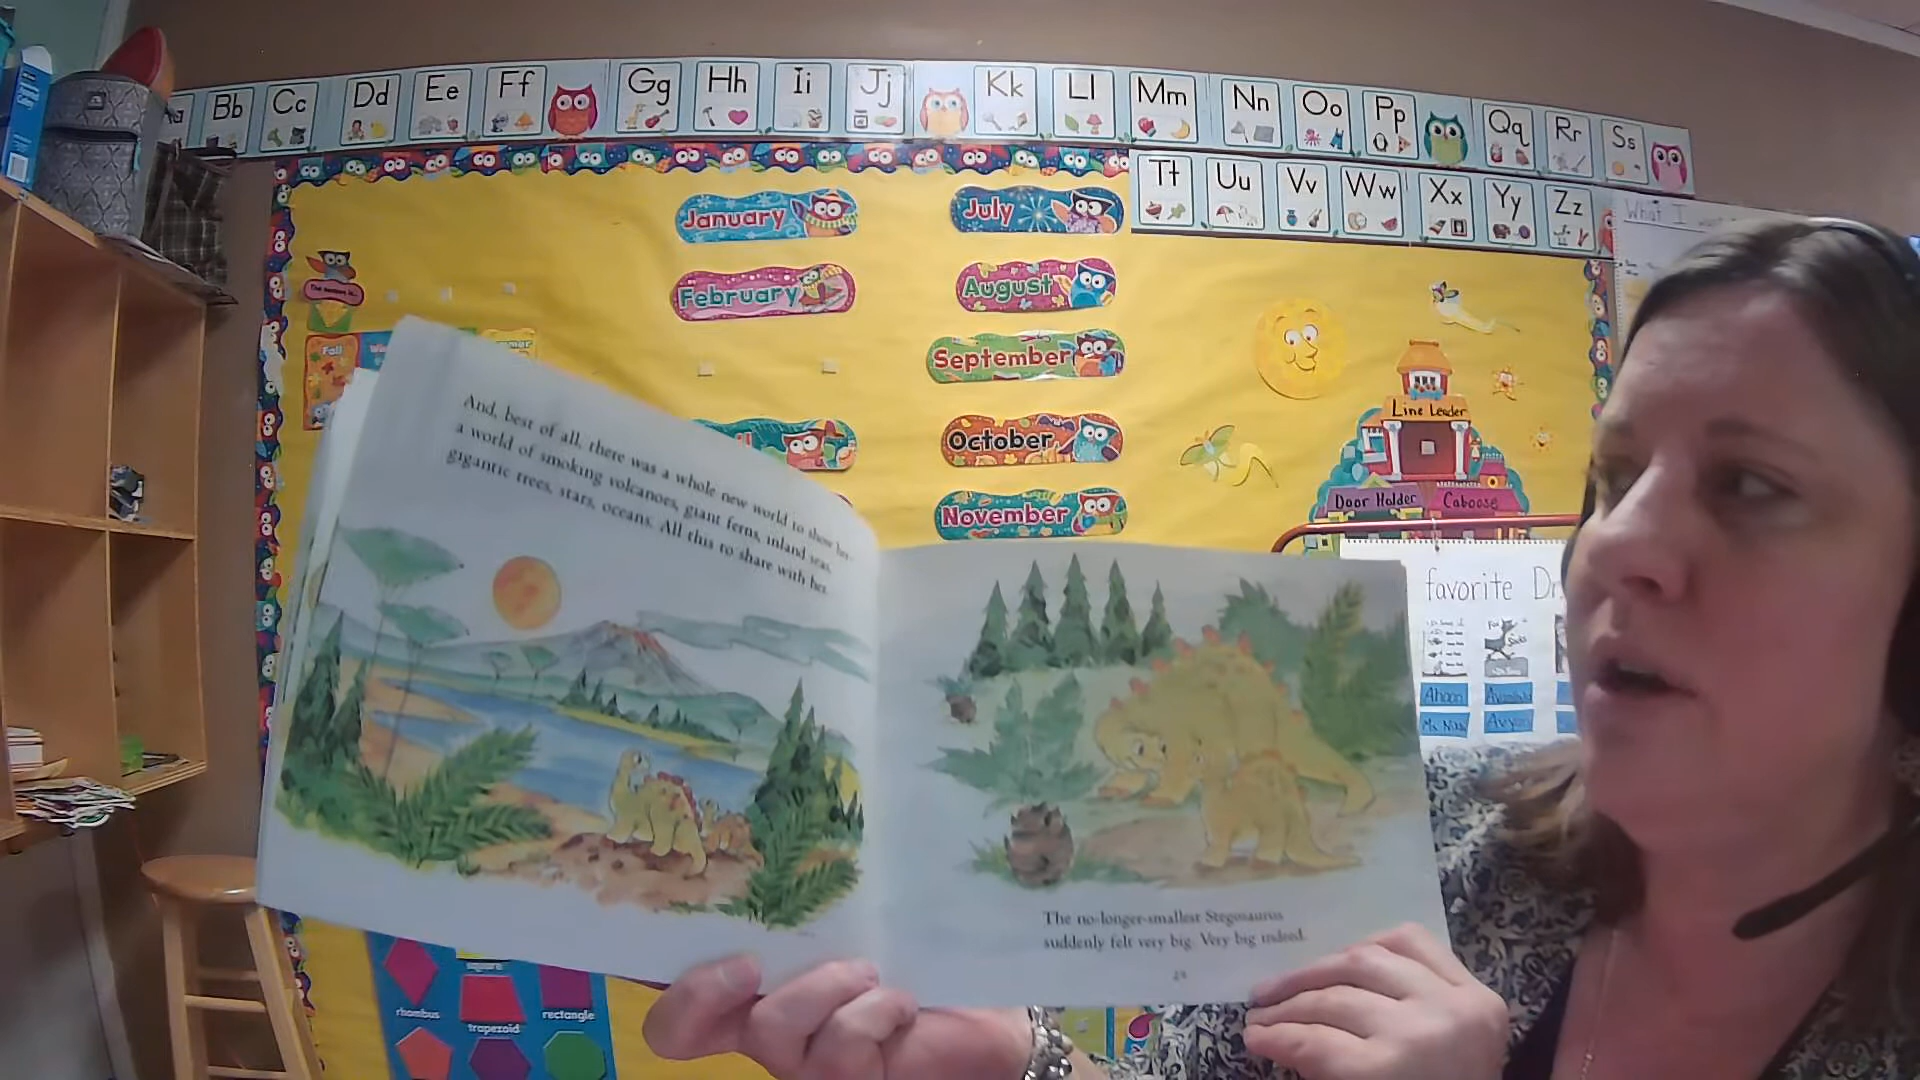 Bb
Cc
Dd
Ee
Ff
Gg
Hh
Ii
Jj
Kk
Ll
Mm
Nn
Oo
Pp
Qq
Rr
Ss
Tt
Uu
Vv
Ww
Xx
Yy
Zz
January
February
July
August
September
October
November
What I
Fall
Line Leader
Door Holder
Caboose
favorite
Ahaan
And, best of all, there was a whole new world to show her
a world of smoking volcanoes, giant ferns, inland seas,
gigantic trees, stars, oceans. All this to share with her.
The no-longer-smallest Stegosaurus
suddenly felt very big. Very big indeed.
square
rhombus
trapezoid
rectangle